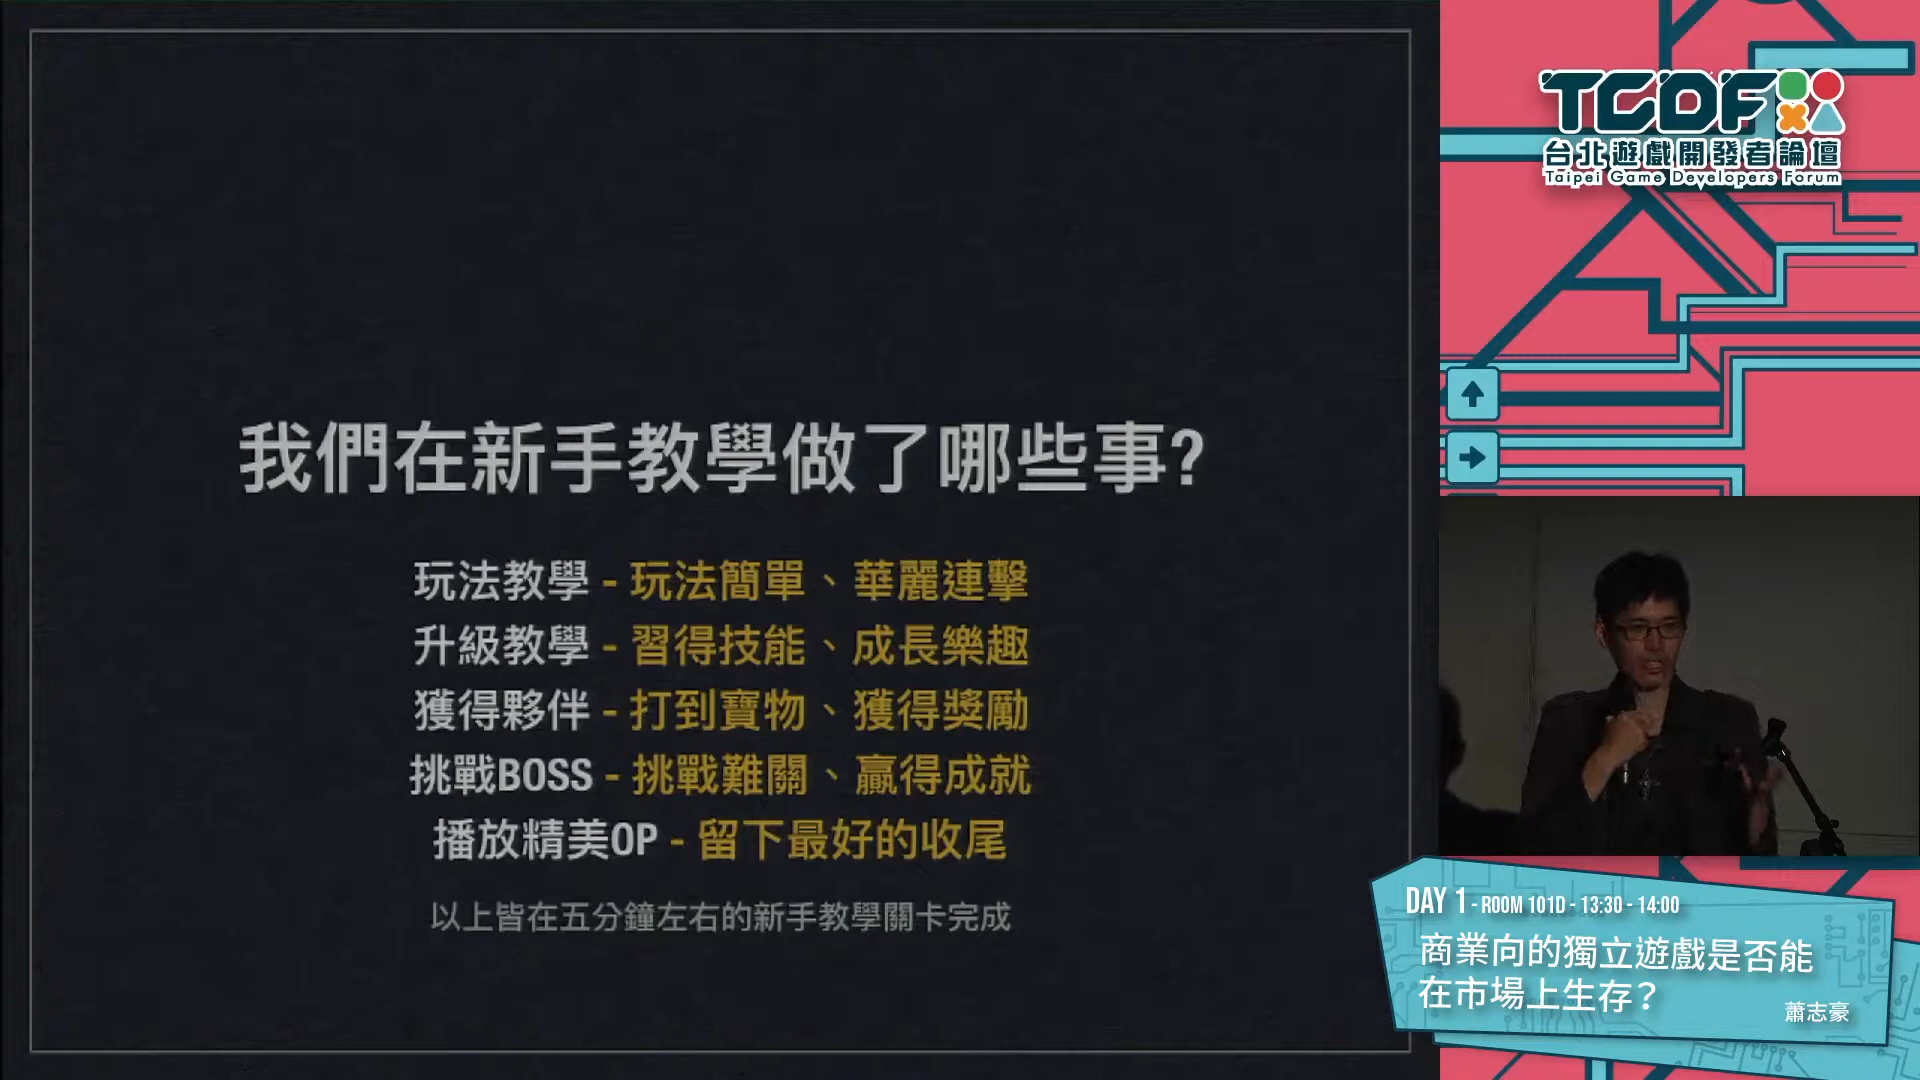 我們在新手教學做了哪些事?
玩法教學 - 玩法簡單、華麗連擊
升級教學 - 習得技能、成長樂趣
獲得夥伴 - 打到寶物、獲得獎勵
挑戰BOSS - 挑戰難關、贏得成就
播放精美OP - 留下最好的收尾
以上皆在五分鐘左右的新手教學關卡完成
TGDF
台北遊戲開發者論壇
Taipei Game Developers Forum
DAY 1 - ROOM 101D - 13:30 - 14:00
商業向的獨立遊戲是否能
在市場上生存?
蕭志豪